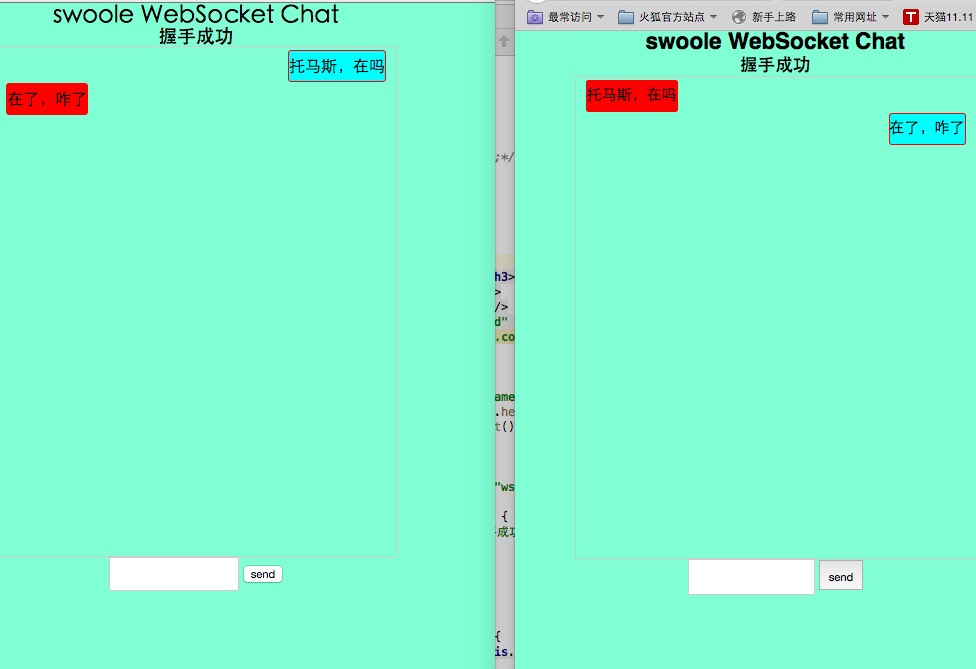 swoole WebSocket Chat
握手成功
托马斯，在吗
在了，咋了
send
;*/
h3>
>
/>
d"
.co
ame
.he
t()
"ws
{
成功
{
is.
最常访问 火狐官方站点 新手上路 常用网址 T 天猫11.11
swoole WebSocket Chat
握手成功
托马斯，在吗
在了，咋了
send